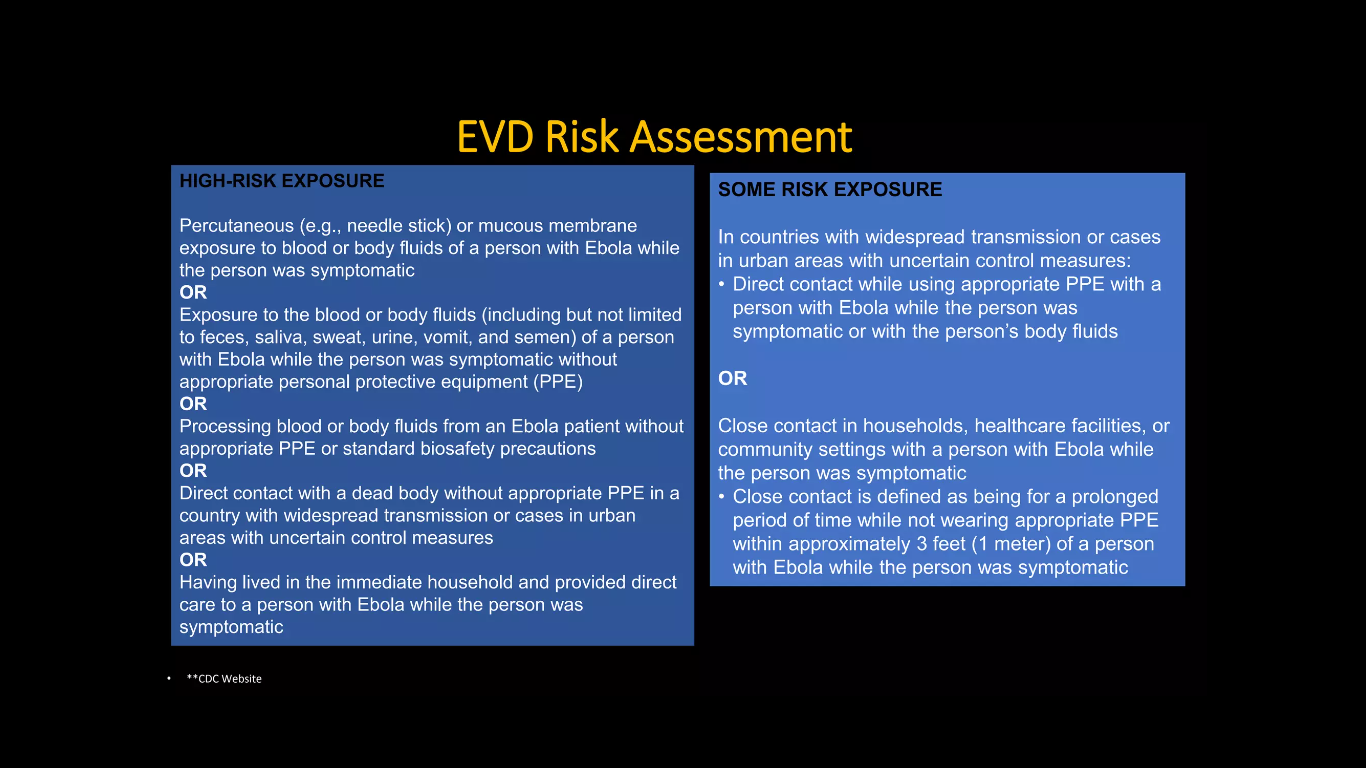 EVD Risk Assessment
HIGH-RISK EXPOSURE
Percutaneous (e.g., needle stick) or mucous membrane
exposure to blood or body fluids of a person with Ebola while
the person was symptomatic
OR
Exposure to the blood or body fluids (including but not limited
to feces, saliva, sweat, urine, vomit, and semen) of a person
with Ebola while the person was symptomatic without
appropriate personal protective equipment (PPE)
OR
Processing blood or body fluids from an Ebola patient without
appropriate PPE or standard biosafety precautions
OR
Direct contact with a dead body without appropriate PPE in a
country with widespread transmission or cases in urban
areas with uncertain control measures
OR
Having lived in the immediate household and provided direct
care to a person with Ebola while the person was
symptomatic
SOME RISK EXPOSURE
In countries with widespread transmission or cases
in urban areas with uncertain control measures:
• Direct contact while using appropriate PPE with a
person with Ebola while the person was
symptomatic or with the person’s body fluids
OR
Close contact in households, healthcare facilities, or
community settings with a person with Ebola while
the person was symptomatic
• Close contact is defined as being for a prolonged
period of time while not wearing appropriate PPE
within approximately 3 feet (1 meter) of a person
with Ebola while the person was symptomatic
• **CDC Website